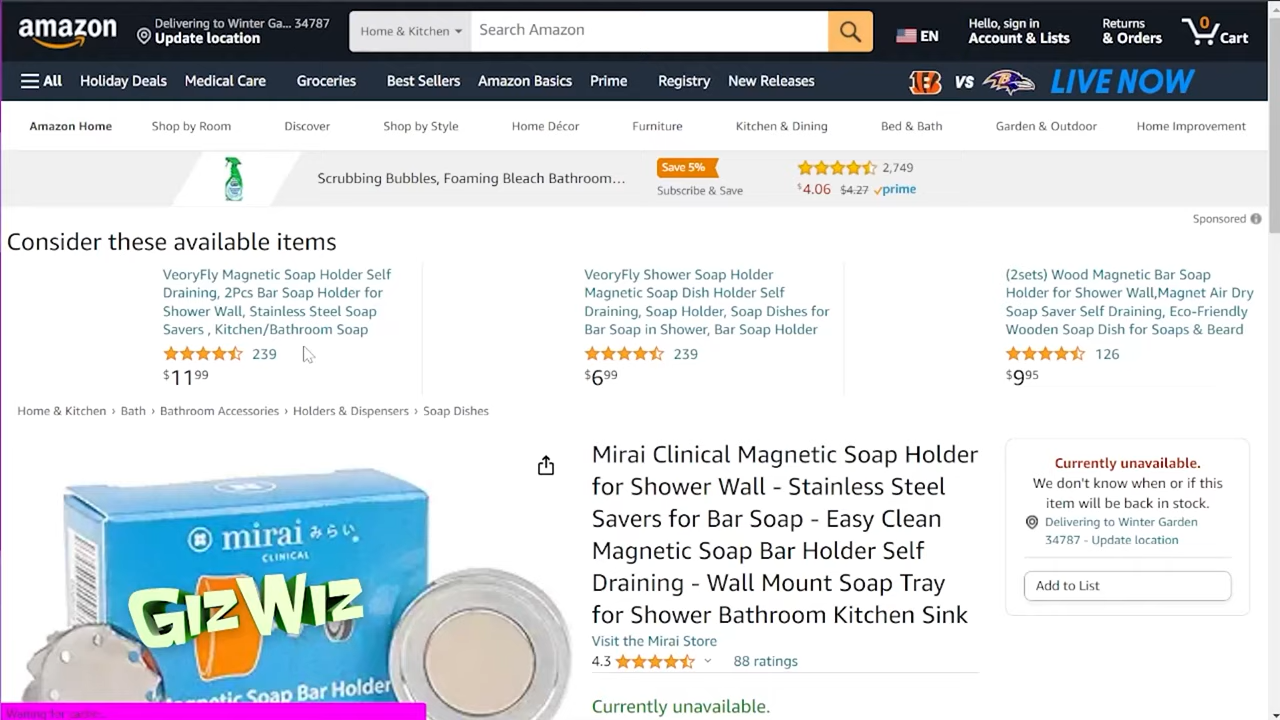 amazon
Delivering to Winter Ga... 34787
Update location
Home & Kitchen
Search Amazon
EN
Hello, sign in
Account & Lists
Returns
& Orders
0
Cart
All
Holiday Deals
Medical Care
Groceries
Best Sellers
Amazon Basics
Prime
Registry
New Releases
VS
LIVE NOW
Amazon Home
Shop by Room
Discover
Shop by Style
Home Décor
Furniture
Kitchen & Dining
Bed & Bath
Garden & Outdoor
Home Improvement
Scrubbing Bubbles, Foaming Bleach Bathroom...
Save 5%
Subscribe & Save
2,749
$4.06 $4.27 prime
Sponsored
Consider these available items
VeoryFly Magnetic Soap Holder Self
Draining, 2Pcs Bar Soap Holder for
Shower Wall, Stainless Steel Soap
Savers , Kitchen/Bathroom Soap
239
$1199
VeoryFly Shower Soap Holder
Magnetic Soap Dish Holder Self
Draining, Soap Holder, Soap Dishes for
Bar Soap in Shower, Bar Soap Holder
239
$699
(2sets) Wood Magnetic Bar Soap
Holder for Shower Wall,Magnet Air Dry
Soap Saver Self Draining, Eco-Friendly
Wooden Soap Dish for Soaps & Beard
126
$995
Home & Kitchen › Bath › Bathroom Accessories › Holders & Dispensers › Soap Dishes
mirai みらい
CLINICAL
GizWiz
Magnetic Soap Bar Holder
Mirai Clinical Magnetic Soap Holder
for Shower Wall - Stainless Steel
Savers for Bar Soap - Easy Clean
Magnetic Soap Bar Holder Self
Draining - Wall Mount Soap Tray
for Shower Bathroom Kitchen Sink
Visit the Mirai Store
4.3
88 ratings
Currently unavailable.
Currently unavailable.
We don't know when or if this
item will be back in stock.
Delivering to Winter Garden
34787 - Update location
Add to List